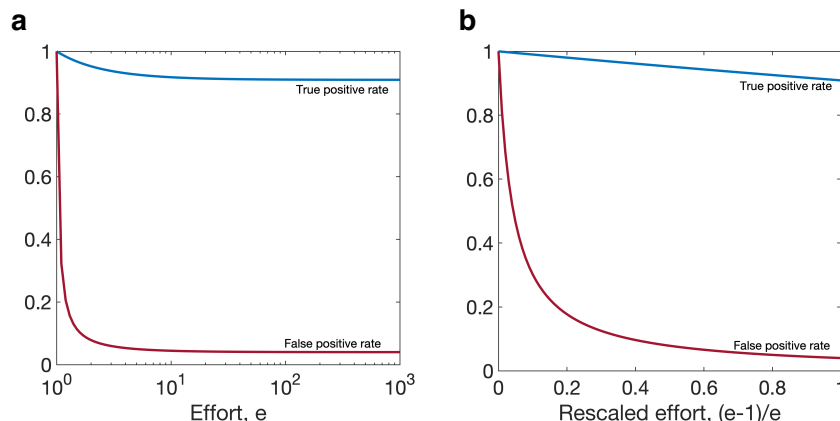 a
1
0.8
0.6
0.4
0.2
0
10^0
10^1
10^2
10^3
Effort, e
True positive rate
False positive rate
b
1
0.8
0.6
0.4
0.2
0
0
0.2
0.4
0.6
0.8
1
Rescaled effort, (e-1)/e
True positive rate
False positive rate